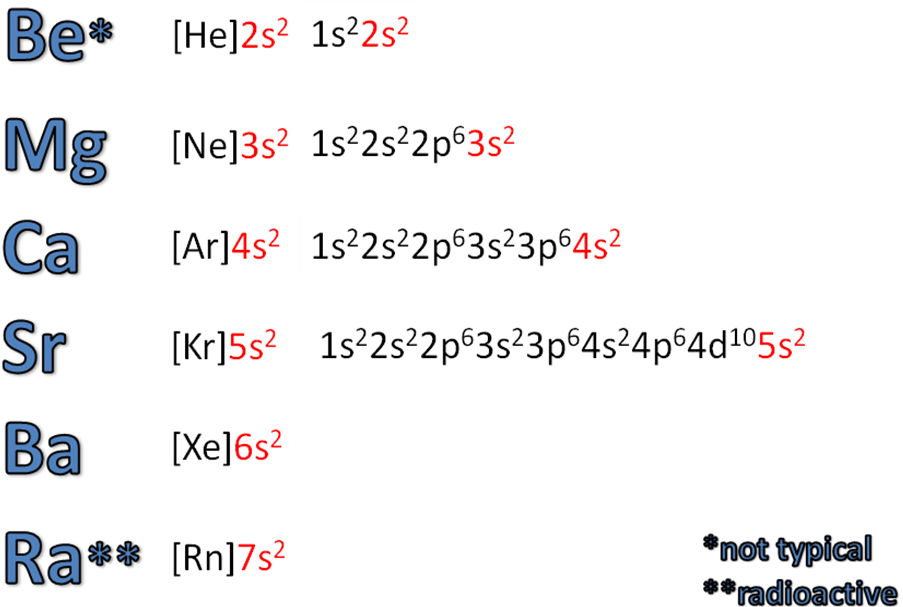 Be* [He]2s² 1s²2s²
Mg [Ne]3s² 1s²2s²2p⁶3s²
Ca [Ar]4s² 1s²2s²2p⁶3s²3p⁶4s²
Sr [Kr]5s² 1s²2s²2p⁶3s²3p⁶4s²4p⁶4d¹⁰5s²
Ba [Xe]6s²
Ra** [Rn]7s²
*not typical
**radioactive